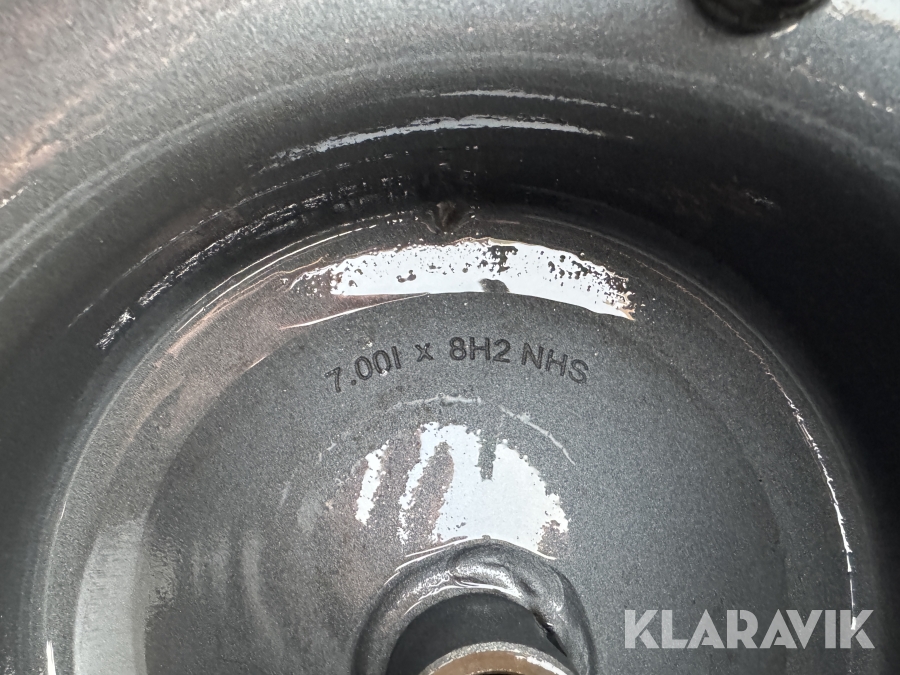 7.00I x 8H2 NHS
KLARAVIK